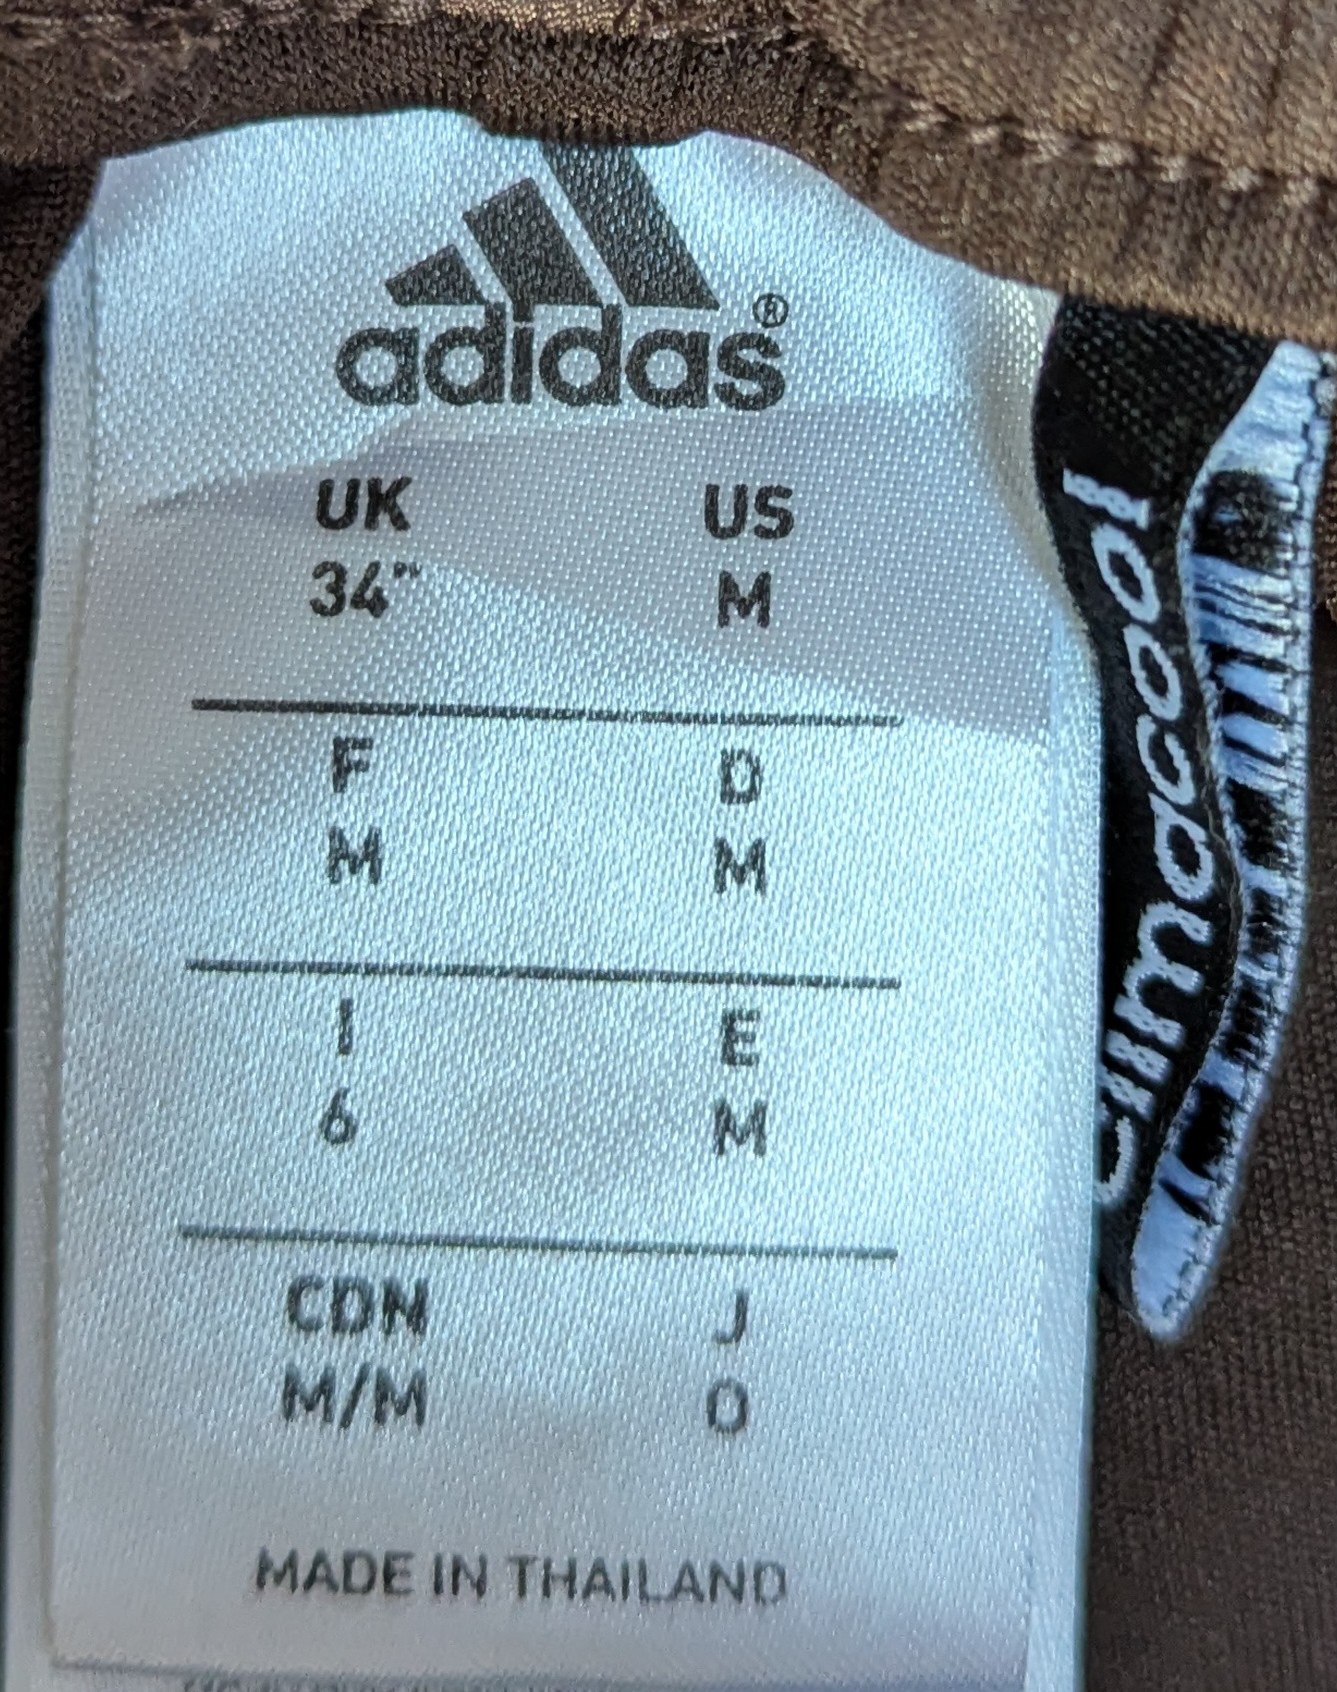 adidas®
UK US
34" M
F D
M M
I E
6 M
CDN J
M/M O
MADE IN THAILAND
climacool